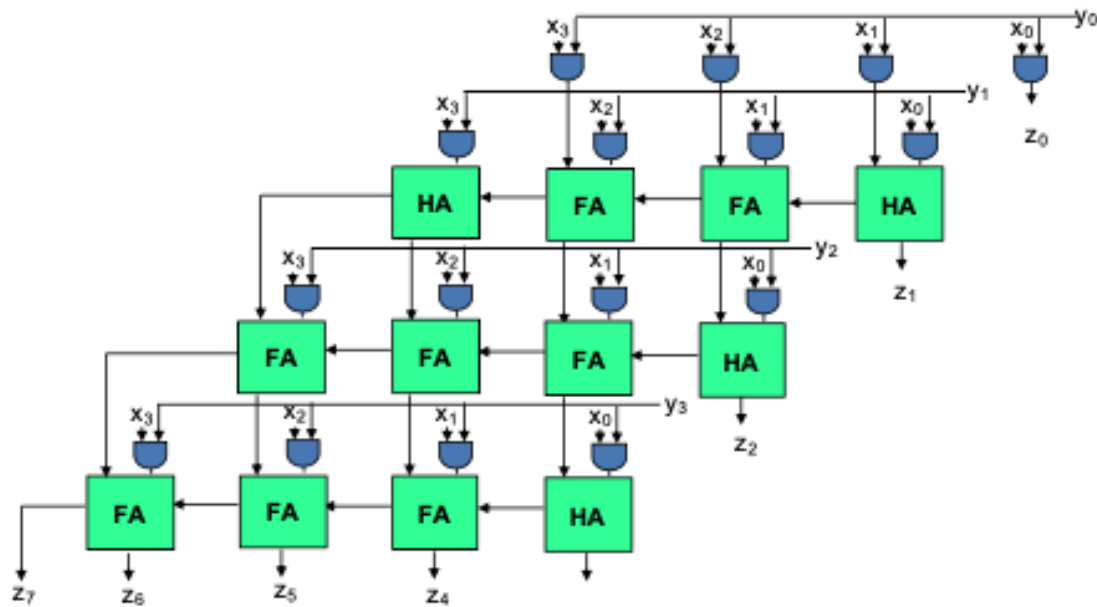 x₃ x₂ x₁ x₀ y₀
x₃ x₂ x₁ x₀ y₁
z₀
HA FA FA HA
x₃ x₂ x₁ x₀ y₂
z₁
FA FA FA HA
x₃ x₂ x₁ x₀ y₃
z₂
FA FA FA HA
z₇ z₆ z₅ z₄